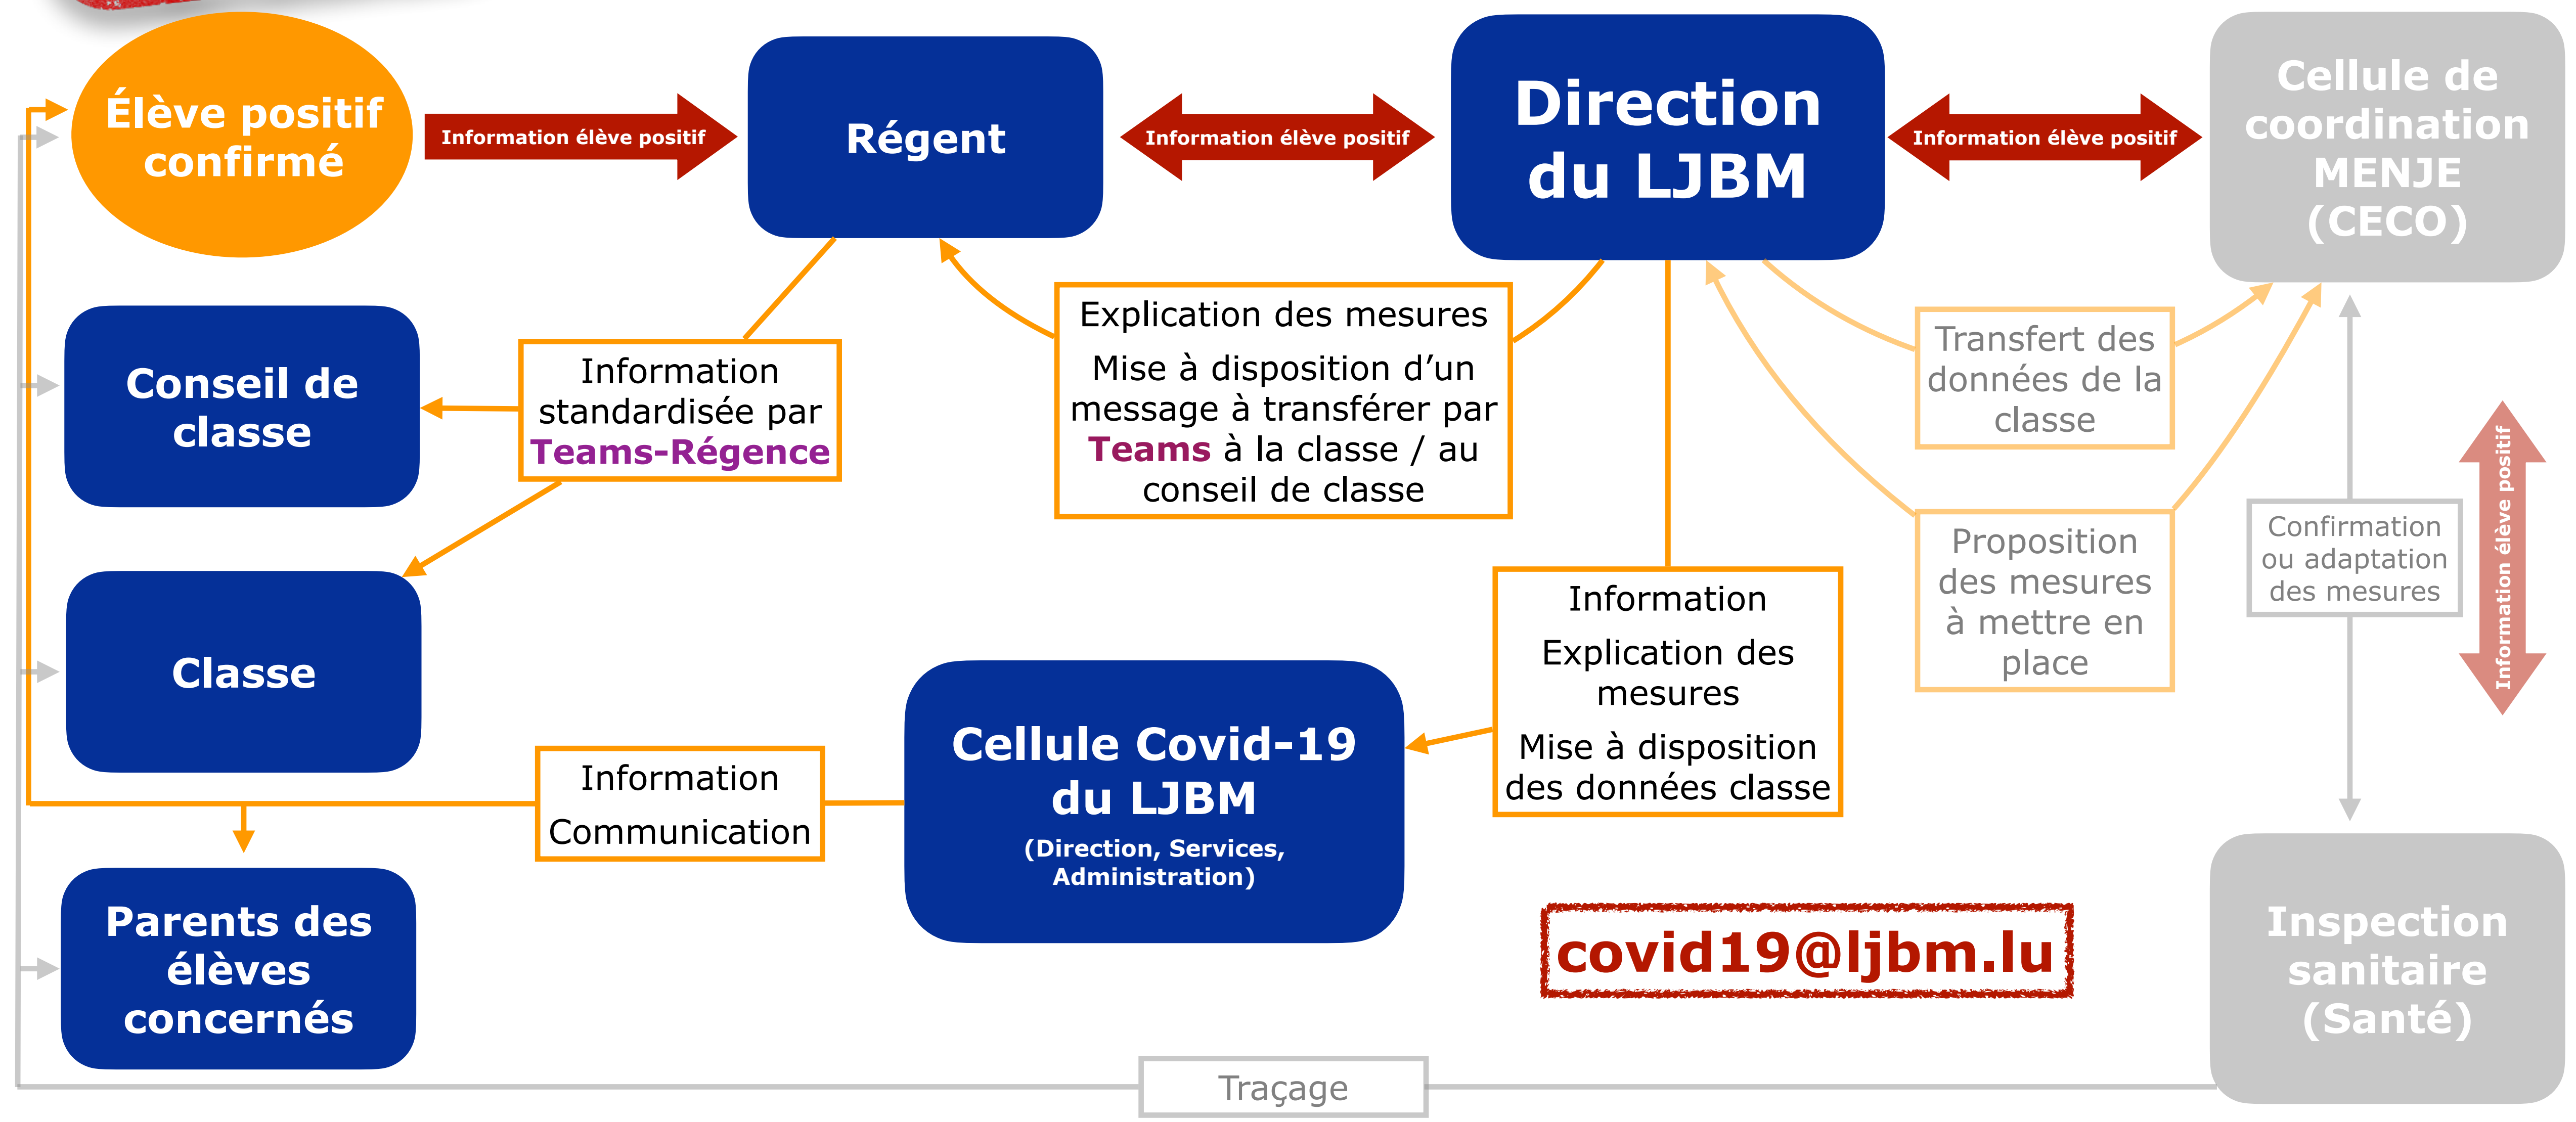 Élève positif
confirmé
Information élève positif
Régent
Information élève positif
Direction
du LJBM
Information élève positif
Cellule de
coordination
MENJE
(CECO)
Conseil de
classe
Information
standardisée par
Teams-Régence
Explication des mesures
Mise à disposition d’un
message à transférer par
Teams à la classe / au
conseil de classe
Transfert des
données de la
classe
Proposition
des mesures
à mettre en
place
Confirmation
ou adaptation
des mesures
Information élève positif
Classe
Information
Explication des
mesures
Mise à disposition
des données classe
Cellule Covid-19
du LJBM
(Direction, Services,
Administration)
Information
Communication
Parents des
élèves
concernés
covid19@ljbm.lu
Inspection
sanitaire
(Santé)
Traçage